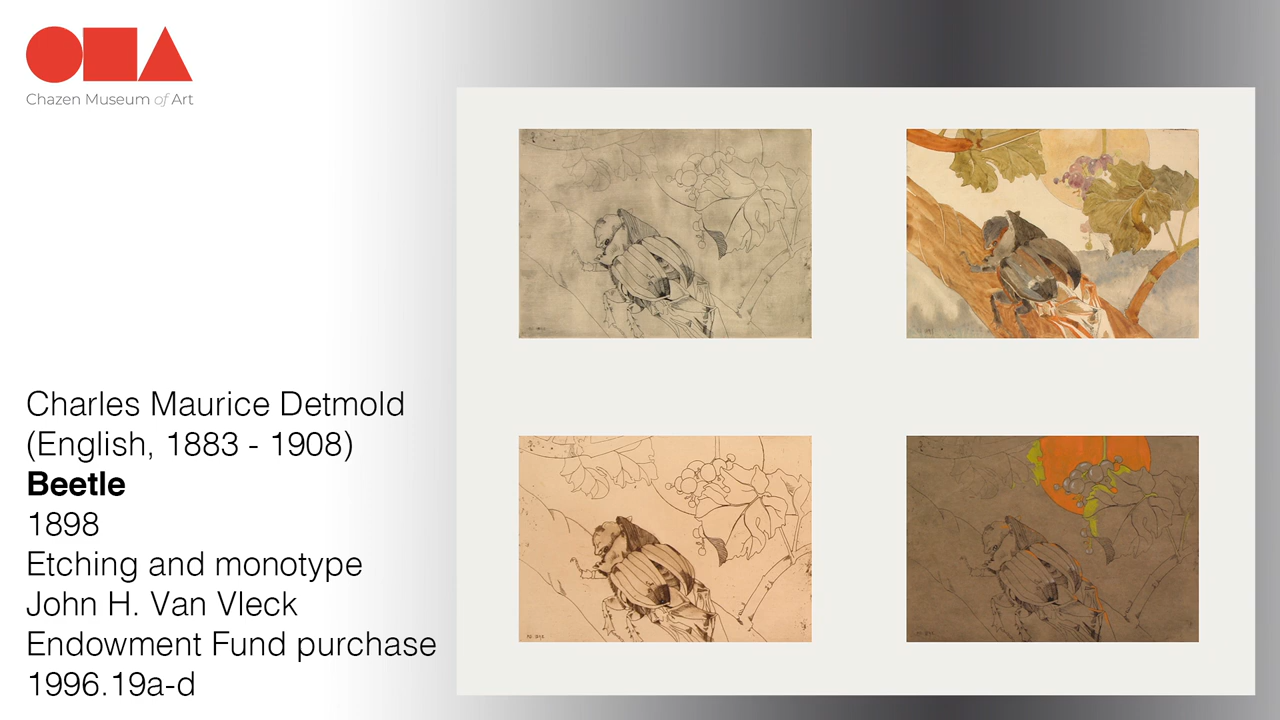 Chazen Museum of Art
Charles Maurice Detmold
(English, 1883 - 1908)
Beetle
1898
Etching and monotype
John H. Van Vleck
Endowment Fund purchase
1996.19a-d